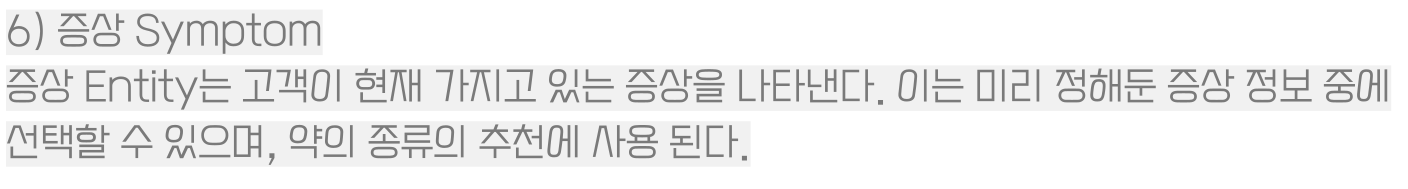 6) 증상 Symptom
증상 Entity는 고객이 현재 가지고 있는 증상을 나타낸다. 이는 미리 정해둔 증상 정보 중에
선택할 수 있으며, 약의 종류의 추천에 사용 된다.